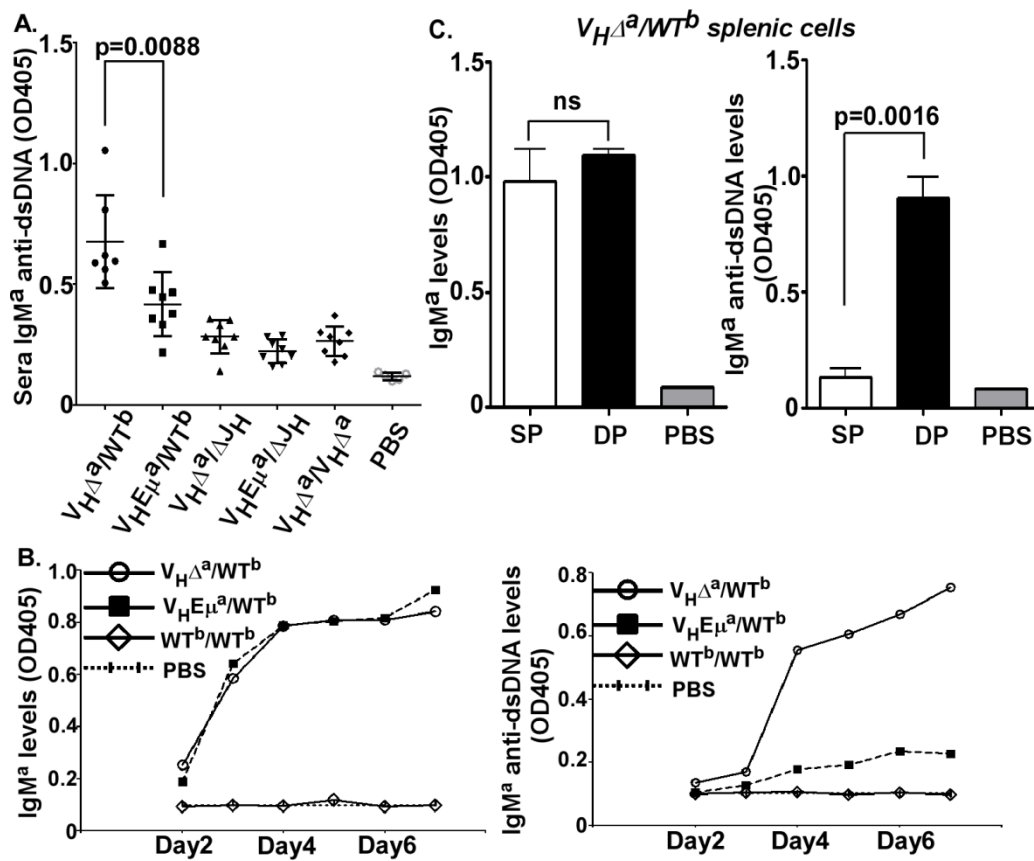 A.
Sera IgMᵃ anti-dsDNA (OD405)
1.5
1.0
0.5
0
p=0.0088
VHΔᵃ/WTᵇ
VHEμᵃ/WTᵇ
VHΔᵃ/ΔJH
VHEμᵃ/ΔJH
VHΔᵃ/VHΔᵃ
PBS
C.
VHΔᵃ/WTᵇ splenic cells
IgMᵃ levels (OD405)
1.5
1.0
0.5
0
ns
SP DP PBS
IgMᵃ anti-dsDNA levels
(OD405)
1.5
1.0
0.5
0
p=0.0016
SP DP PBS
B.
IgMᵃ levels (OD405)
1.0
0.8
0.6
0.4
0.2
0
VHΔᵃ/WTᵇ
VHEμᵃ/WTᵇ
WTᵇ/WTᵇ
PBS
Day2 Day4 Day6
IgMᵃ anti-dsDNA levels
(OD405)
0.8
0.6
0.4
0.2
0
VHΔᵃ/WTᵇ
VHEμᵃ/WTᵇ
WTᵇ/WTᵇ
PBS
Day2 Day4 Day6